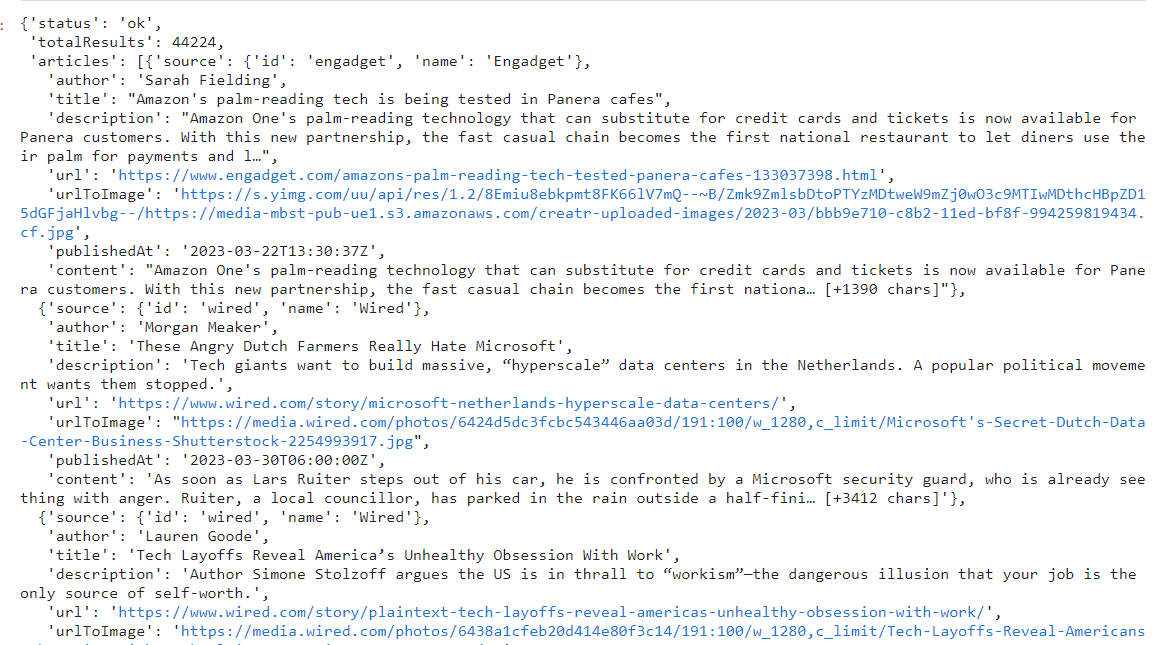 {'status': 'ok',
'totalResults': 44224,
'articles': [{'source': {'id': 'engadget', 'name': 'Engadget'},
'author': 'Sarah Fielding',
'title': "Amazon's palm-reading tech is being tested in Panera cafes",
'description': "Amazon One's palm-reading technology that can substitute for credit cards and tickets is now available for
Panera customers. With this new partnership, the fast casual chain becomes the first national restaurant to let diners use the
ir palm for payments and l…",
'url': 'https://www.engadget.com/amazons-palm-reading-tech-tested-panera-cafes-133037398.html',
'urlToImage': 'https://s.yimg.com/uu/api/res/1.2/8Emiu8ebkpmt8FK66lV7mQ--~B/Zmk9ZmlsbDtoPTYzMDtweW9mZj0wO3c9MTIwMDthcHBpZD1
5dGFjaHlvbg--/https://media-mbst-pub-ue1.s3.amazonaws.com/creatr-uploaded-images/2023-03/bbb9e710-c8b2-11ed-bf8f-994259819434.
cf.jpg',
'publishedAt': '2023-03-22T13:30:37Z',
'content': "Amazon One's palm-reading technology that can substitute for credit cards and tickets is now available for Pane
ra customers. With this new partnership, the fast casual chain becomes the first nationa… [+1390 chars]"},
{'source': {'id': 'wired', 'name': 'Wired'},
'author': 'Morgan Meaker',
'title': 'These Angry Dutch Farmers Really Hate Microsoft',
'description': 'Tech giants want to build massive, “hyperscale” data centers in the Netherlands. A popular political moveme
nt wants them stopped.',
'url': 'https://www.wired.com/story/microsoft-netherlands-hyperscale-data-centers/',
'urlToImage': "https://media.wired.com/photos/6424d5dc3fcbc543446aa03d/191:100/w_1280,c_limit/Microsoft's-Secret-Dutch-Data
-Center-Business-Shutterstock-2254993917.jpg",
'publishedAt': '2023-03-30T06:00:00Z',
'content': 'As soon as Lars Ruiter steps out of his car, he is confronted by a Microsoft security guard, who is already see
thing with anger. Ruiter, a local councillor, has parked in the rain outside a half-fini… [+3412 chars]'},
{'source': {'id': 'wired', 'name': 'Wired'},
'author': 'Lauren Goode',
'title': 'Tech Layoffs Reveal America’s Unhealthy Obsession With Work',
'description': 'Author Simone Stolzoff argues the US is in thrall to “workism”—the dangerous illusion that your job is the
only source of self-worth.',
'url': 'https://www.wired.com/story/plaintext-tech-layoffs-reveal-americas-unhealthy-obsession-with-work/',
'urlToImage': 'https://media.wired.com/photos/6438a1cfeb20d414e80f3c14/191:100/w_1280,c_limit/Tech-Layoffs-Reveal-Americans